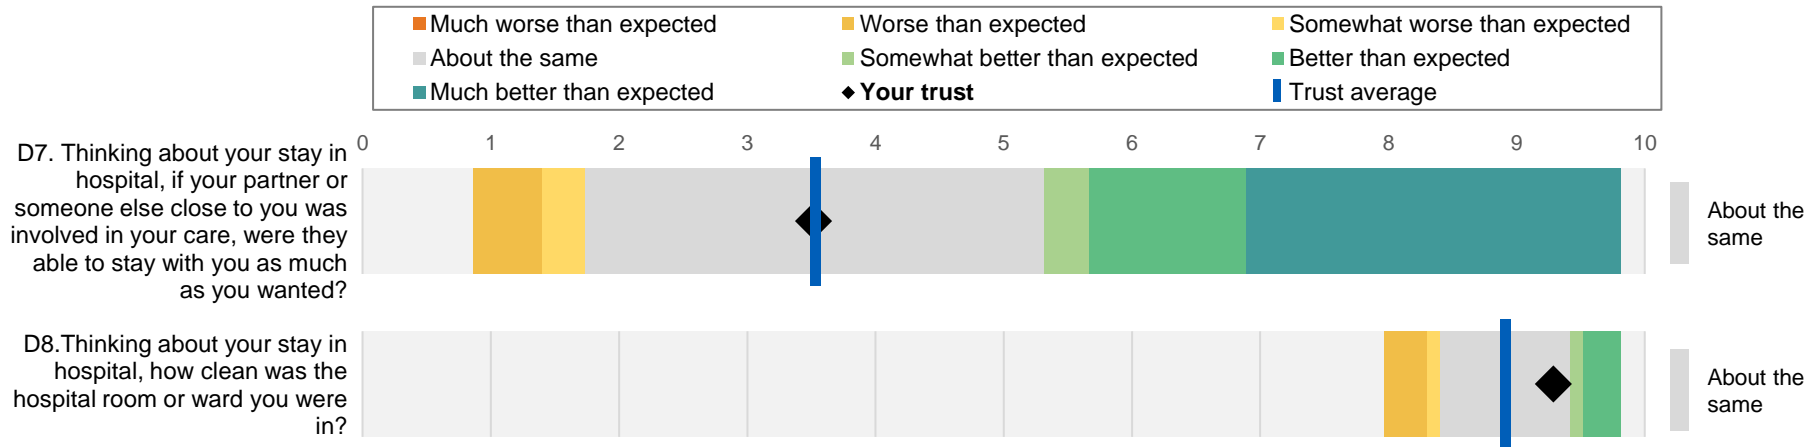 Much worse than expected
Worse than expected
Somewhat worse than expected
About the same
Somewhat better than expected
Better than expected
Much better than expected
Your trust
Trust average
0 1 2 3 4 5 6 7 8 9 10
D7. Thinking about your stay in
hospital, if your partner or
someone else close to you was
involved in your care, were they
able to stay with you as much
as you wanted?
About the
same
D8.Thinking about your stay in
hospital, how clean was the
hospital room or ward you were
in?
About the
same